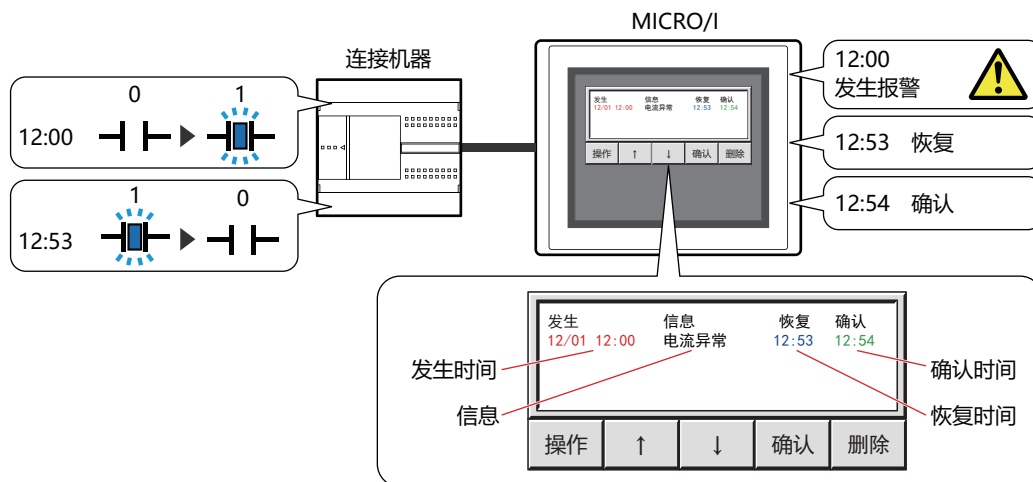 MICRO/I
连接机器
0 1
12:00
1 0
12:53
发生 信息 恢复 确认
12/01 12:00 电流异常 12:53 12:54
操作 ↑ ↓ 确认 删除
12:00
发生报警
12:53 恢复
12:54 确认
发生 信息 恢复 确认
12/01 12:00 电流异常 12:53 12:54
发生时间
信息
确认时间
恢复时间
操作 ↑ ↓ 确认 删除